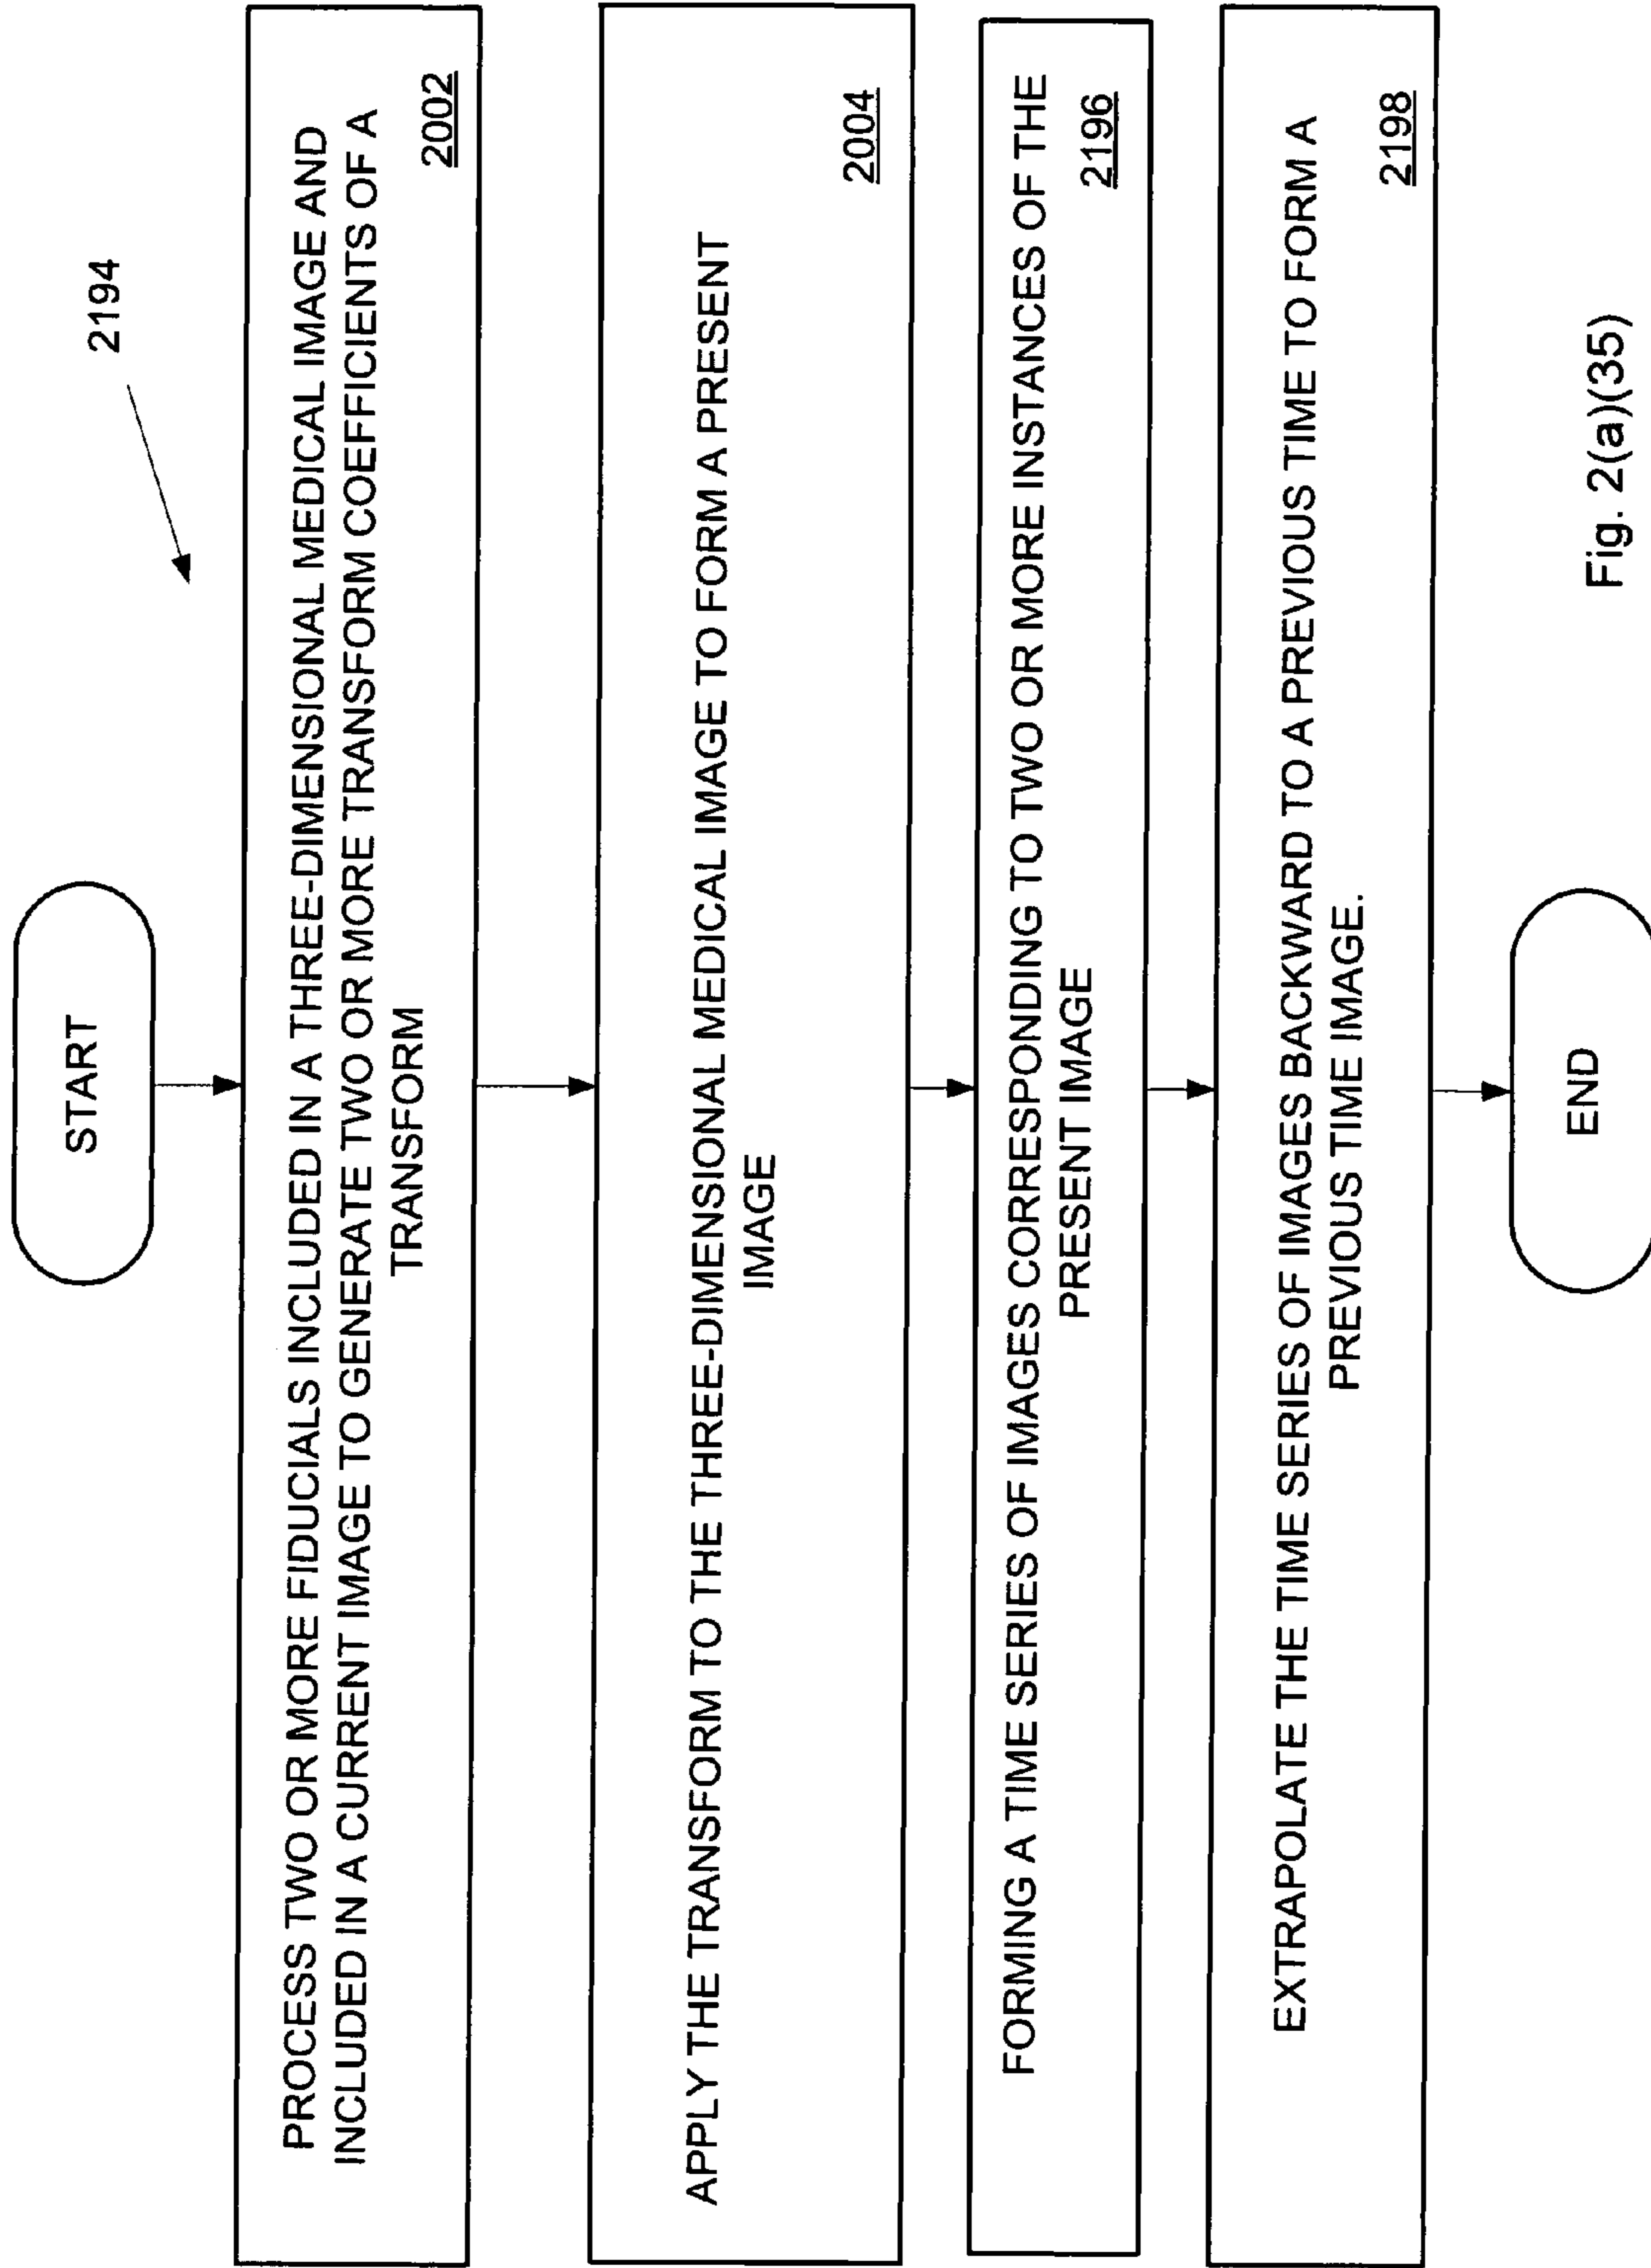 2194
START
PROCESS TWO OR MORE FIDUCIALS INCLUDED IN A THREE-DIMENSIONAL MEDICAL IMAGE AND
INCLUDED IN A CURRENT IMAGE TO GENERATE TWO OR MORE TRANSFORM COEFFICIENTS OF A
TRANSFORM
2002
APPLY THE TRANSFORM TO THE THREE-DIMENSIONAL MEDICAL IMAGE TO FORM A PRESENT
IMAGE
2004
FORMING A TIME SERIES OF IMAGES CORRESPONDING TO TWO OR MORE INSTANCES OF THE
PRESENT IMAGE
2196
EXTRAPOLATE THE TIME SERIES OF IMAGES BACKWARD TO A PREVIOUS TIME TO FORM A
PREVIOUS TIME IMAGE.
2198
END
Fig. 2(a)(35)